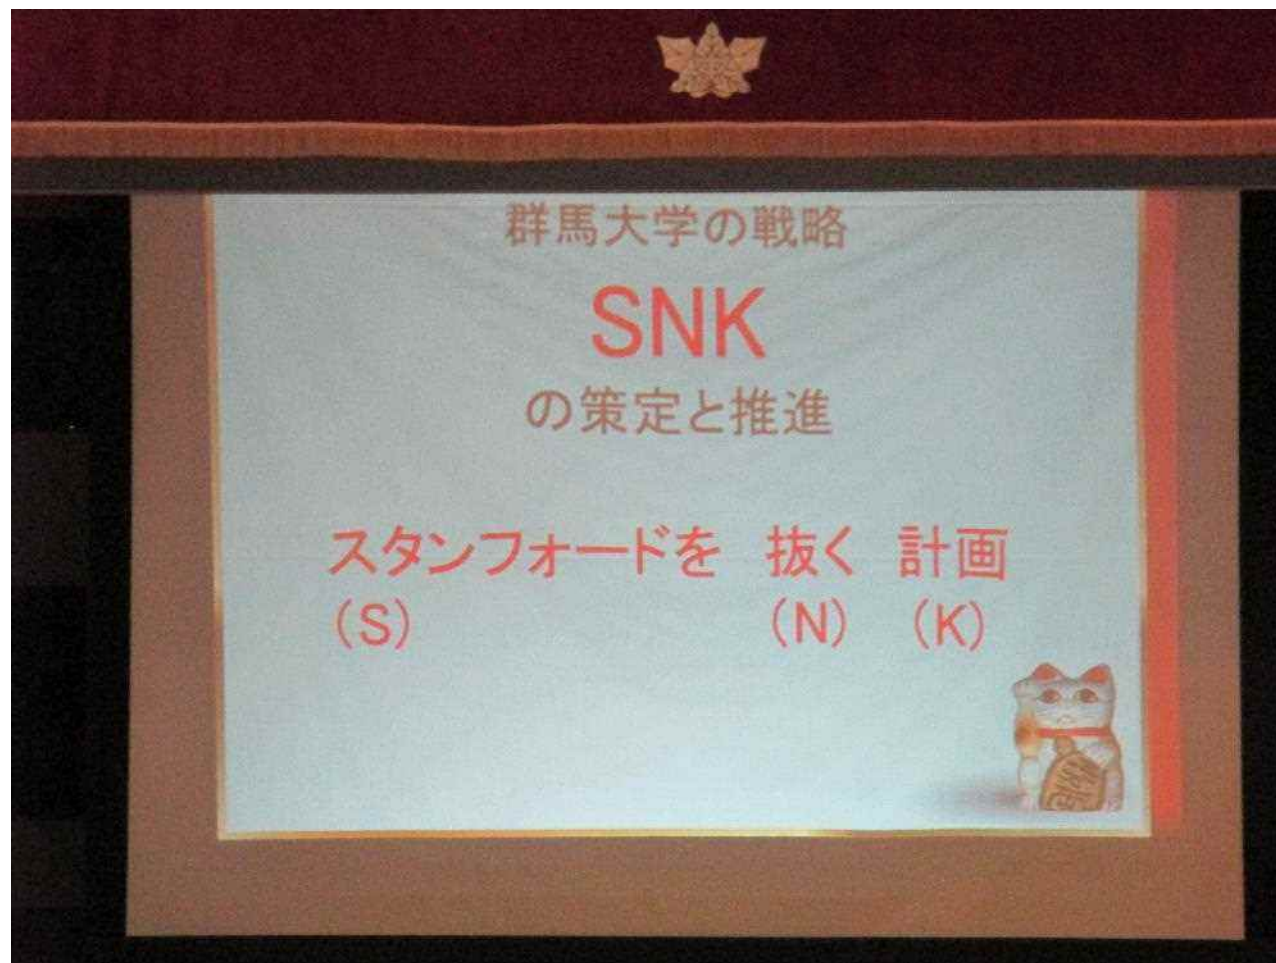 群馬大学の戦略
SNK
の策定と推進
スタンフォードを 抜く 計画
(S) (N) (K)